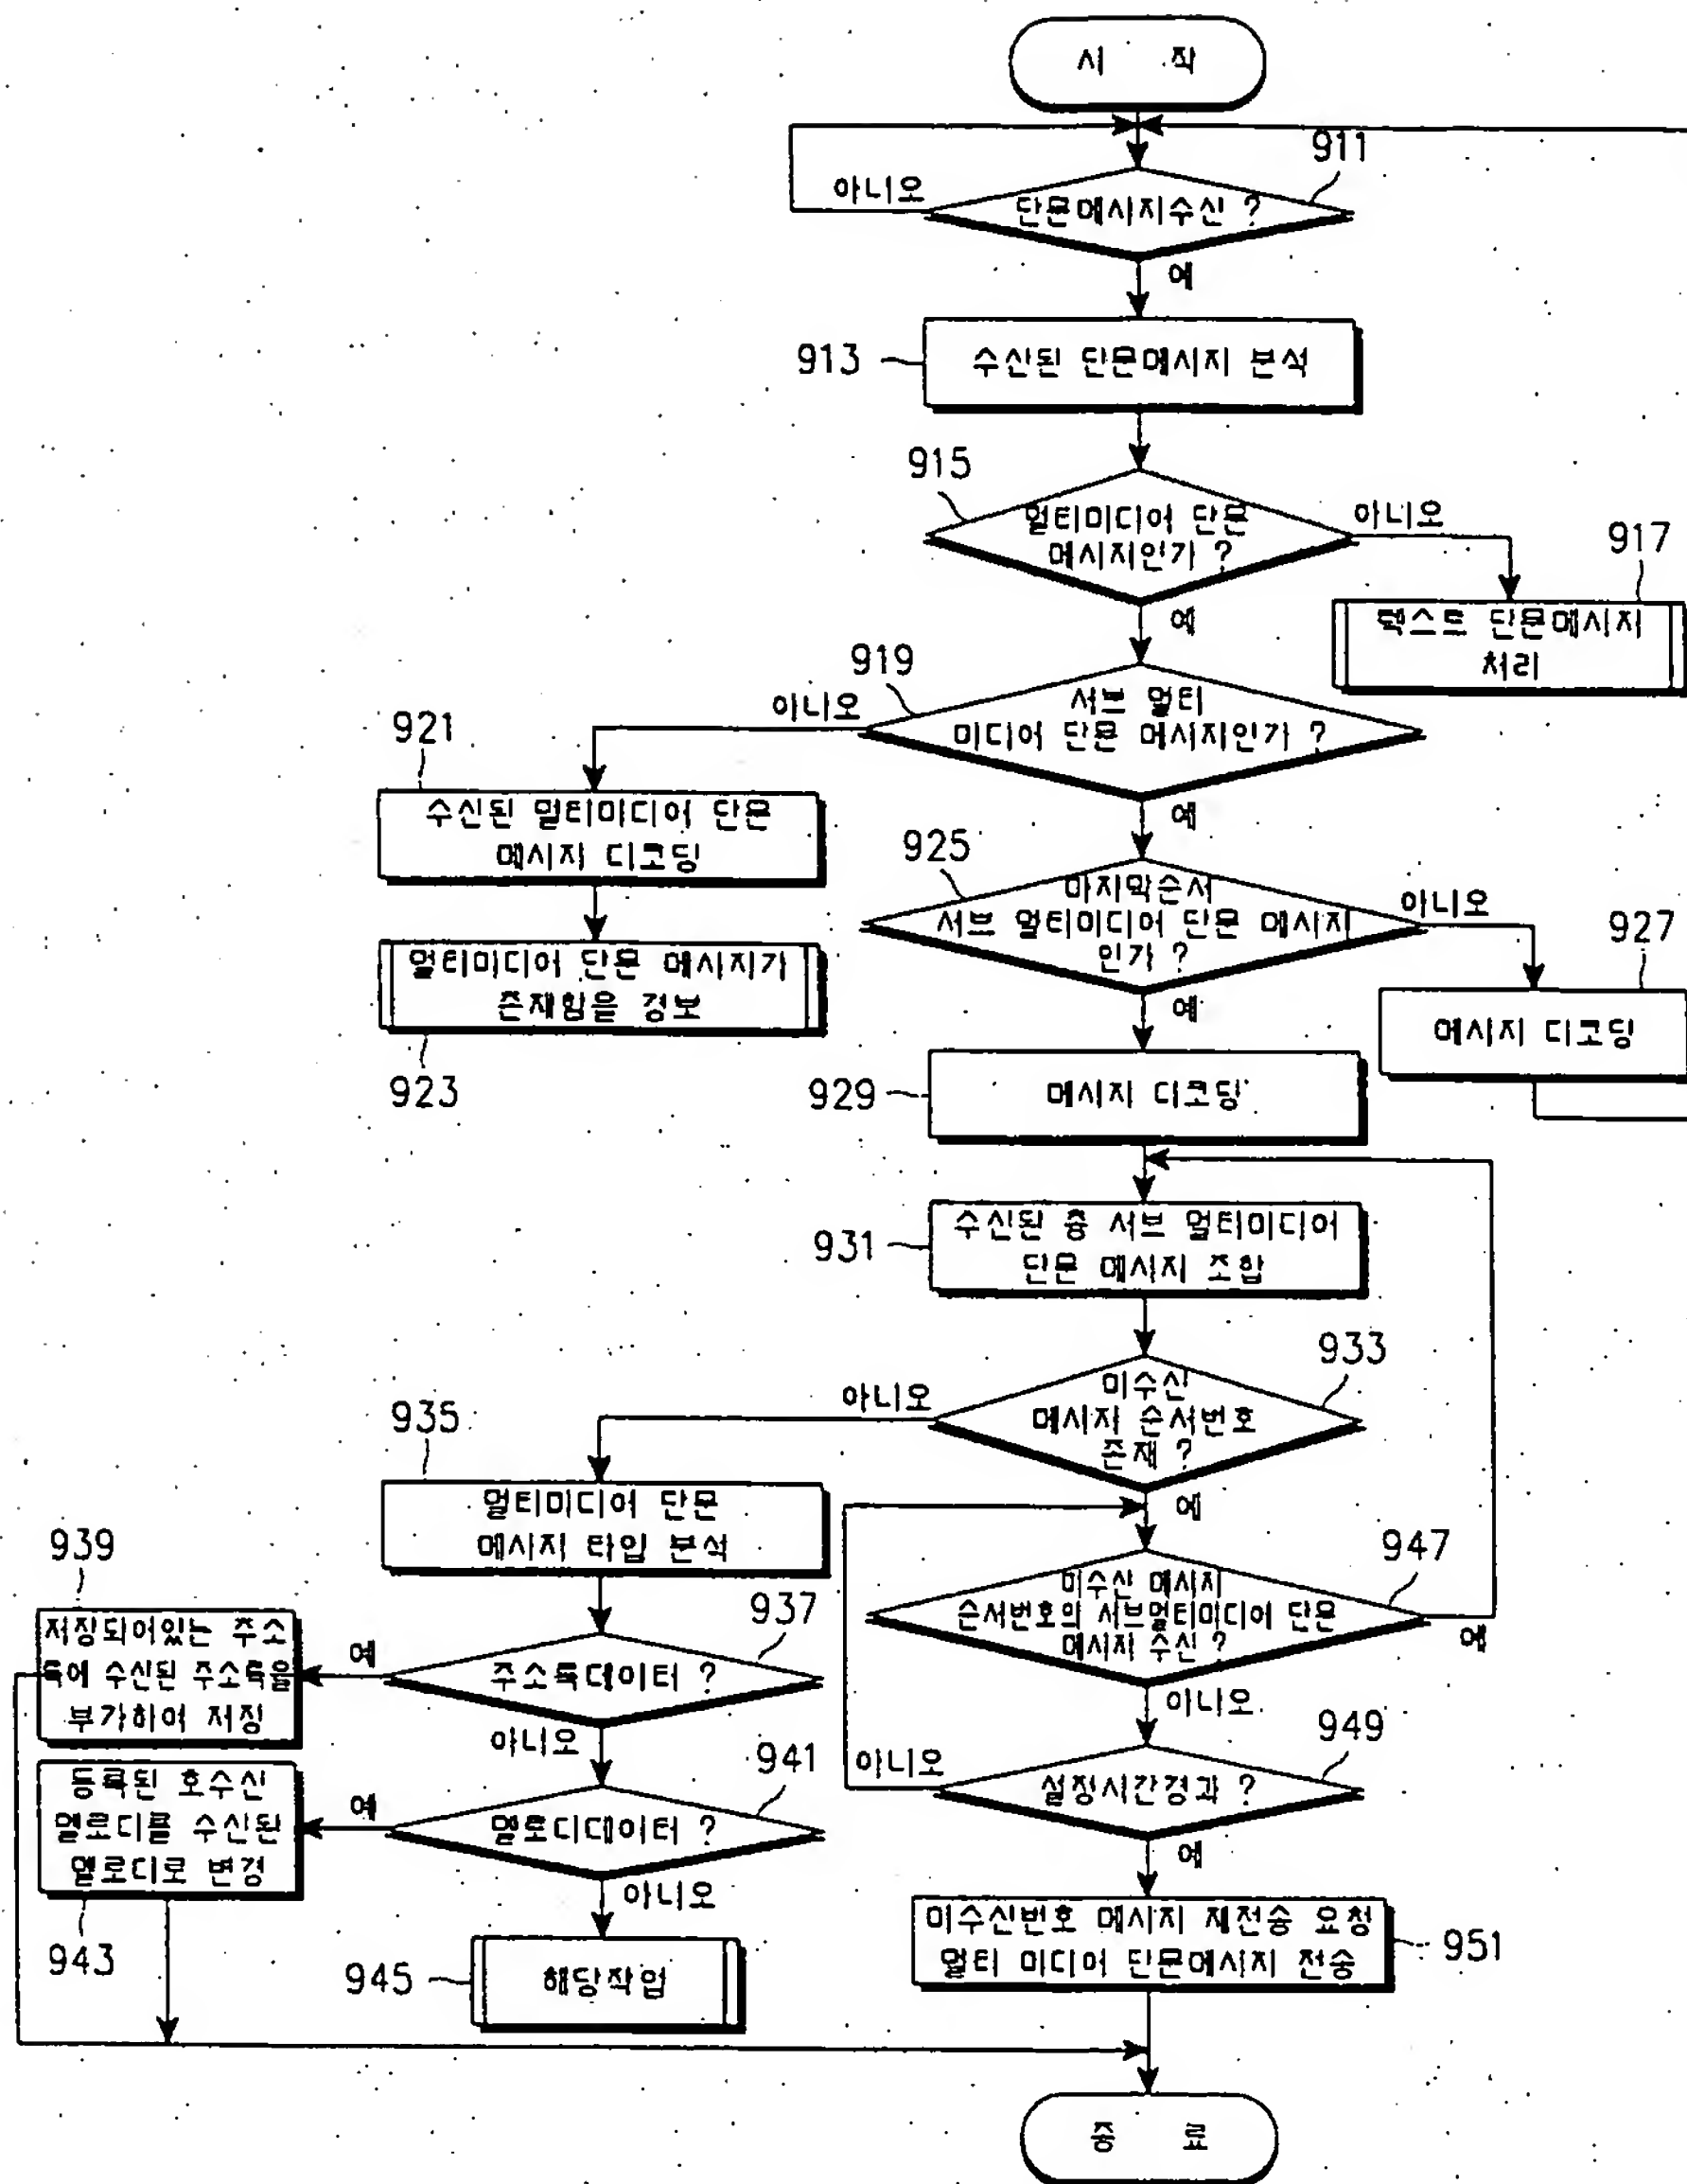 시 작
911
아니오
단문메시지수신 ?
예
913
수신된 단문메시지 분석
915
멀티미디어 단문
메시지인가 ?
아니오
917
예
텍스트 단문메시지
처리
919
서브 멀티
미디어 단문 메시지인가 ?
아니오
921
수신된 멀티미디어 단문
메시지 디코딩
예
925
마지막순서
서브 멀티미디어 단문 메시지
인가 ?
아니오
927
멀티미디어 단문 메시지가
존재함을 경보
923
예
메시지 디코딩
929
메시지 디코딩
931
수신된 총 서브 멀티미디어
단문 메시지 조합
933
미수신
메시지 순서번호
존재 ?
아니오
935
예
멀티미디어 단문
메시지 타입 분석
939
947
미수신 메시지
순서번호의 서브멀티미디어 단문
메시지 수신 ?
예
937
저장되어있는 주소
록에 수신된 주소록을
부가하여 저장
예
주소록데이터 ?
아니오
아니오
949
941
아니오
설정시간경과 ?
등록된 호수신
멜로디를 수신된
멜로디로 변경
예
멜로디데이터 ?
예
아니오
943
945
해당작업
미수신번호 메시지 재전송 요청
멀티 미디어 단문메시지 전송
951
종 료